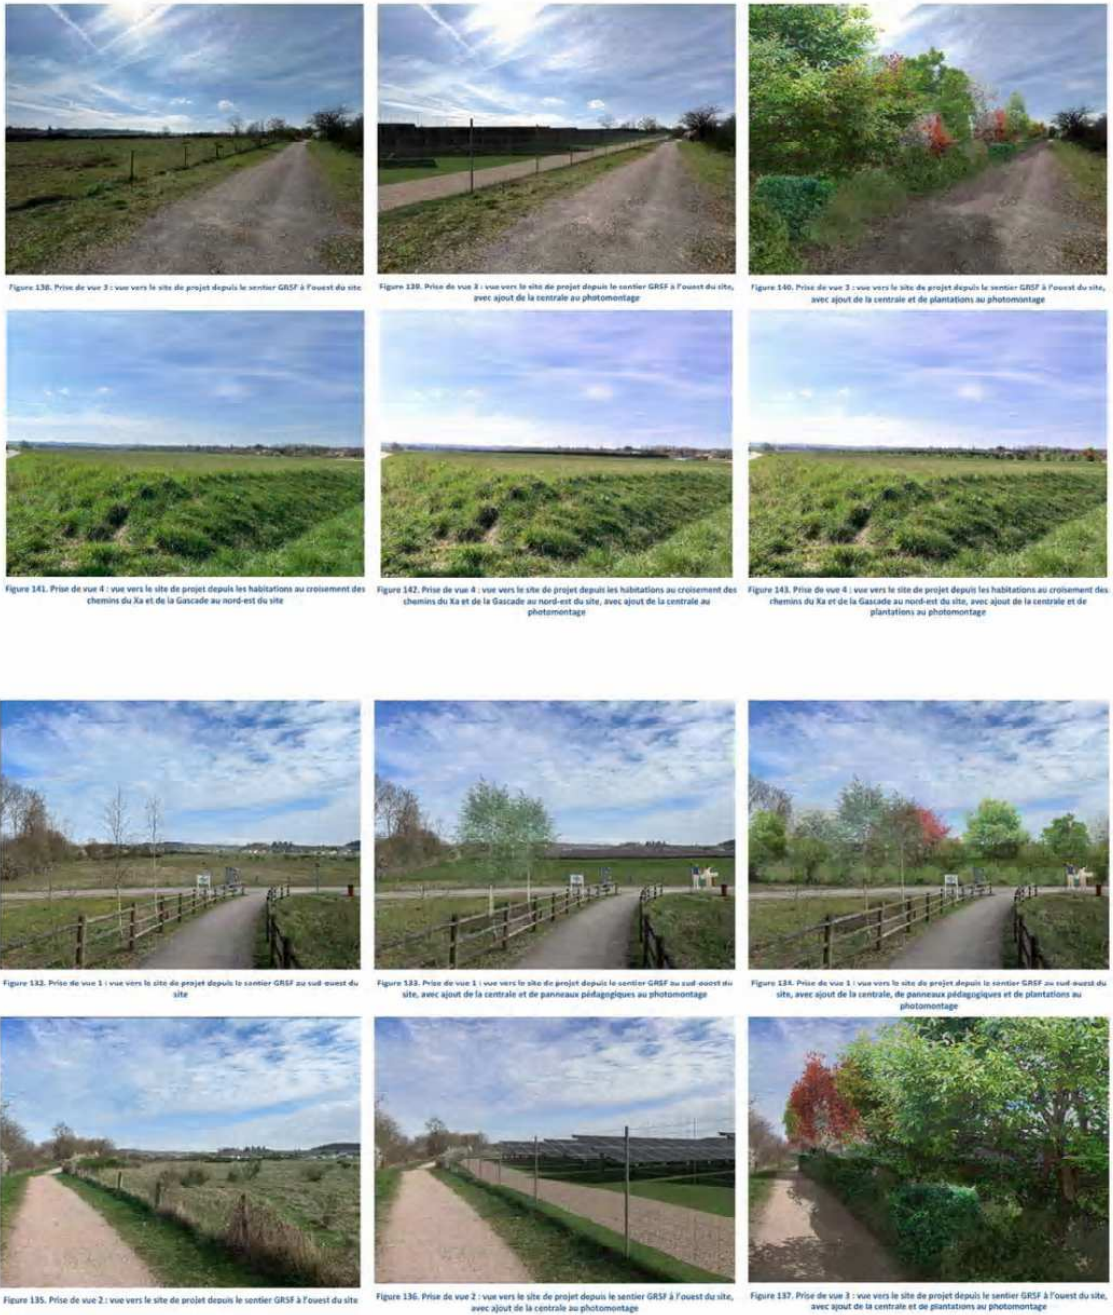 Figure 138. Prise de vue 3 : vue vers le site de projet depuis le sentier GR5F à l'ouest du site
Figure 139. Prise de vue 3 : vue vers le site de projet depuis le sentier GR5F à l'ouest du site,
avec ajout de la centrale au photomontage
Figure 140. Prise de vue 3 : vue vers le site de projet depuis le sentier GR5F à l'ouest du site,
avec ajout de la centrale et de plantations au photomontage
Figure 141. Prise de vue 4 : vue vers le site de projet depuis les habitations au croisement des
chemins du Xa et de la Gascade au nord-est du site
Figure 142. Prise de vue 4 : vue vers le site de projet depuis les habitations au croisement des
chemins du Xa et de la Gascade au nord-est du site, avec ajout de la centrale au
photomontage
Figure 143. Prise de vue 4 : vue vers le site de projet depuis les habitations au croisement des
chemins du Xa et de la Gascade au nord-est du site, avec ajout de la centrale et de
plantations au photomontage
Figure 132. Prise de vue 1 : vue vers le site de projet depuis le sentier GR5F au sud-ouest du
site
Figure 133. Prise de vue 1 : vue vers le site de projet depuis le sentier GR5F au sud-ouest du
site, avec ajout de la centrale et de panneaux pédagogiques au photomontage
Figure 134. Prise de vue 1 : vue vers le site de projet depuis le sentier GR5F au sud-ouest du
site, avec ajout de la centrale, de panneaux pédagogiques et de plantations au
photomontage
Figure 135. Prise de vue 2 : vue vers le site de projet depuis le sentier GR5F à l'ouest du site
Figure 136. Prise de vue 2 : vue vers le site de projet depuis le sentier GR5F à l'ouest du site,
avec ajout de la centrale au photomontage
Figure 137. Prise de vue 3 : vue vers le site de projet depuis le sentier GR5F à l'ouest du site,
avec ajout de la centrale et de plantations au photomontage